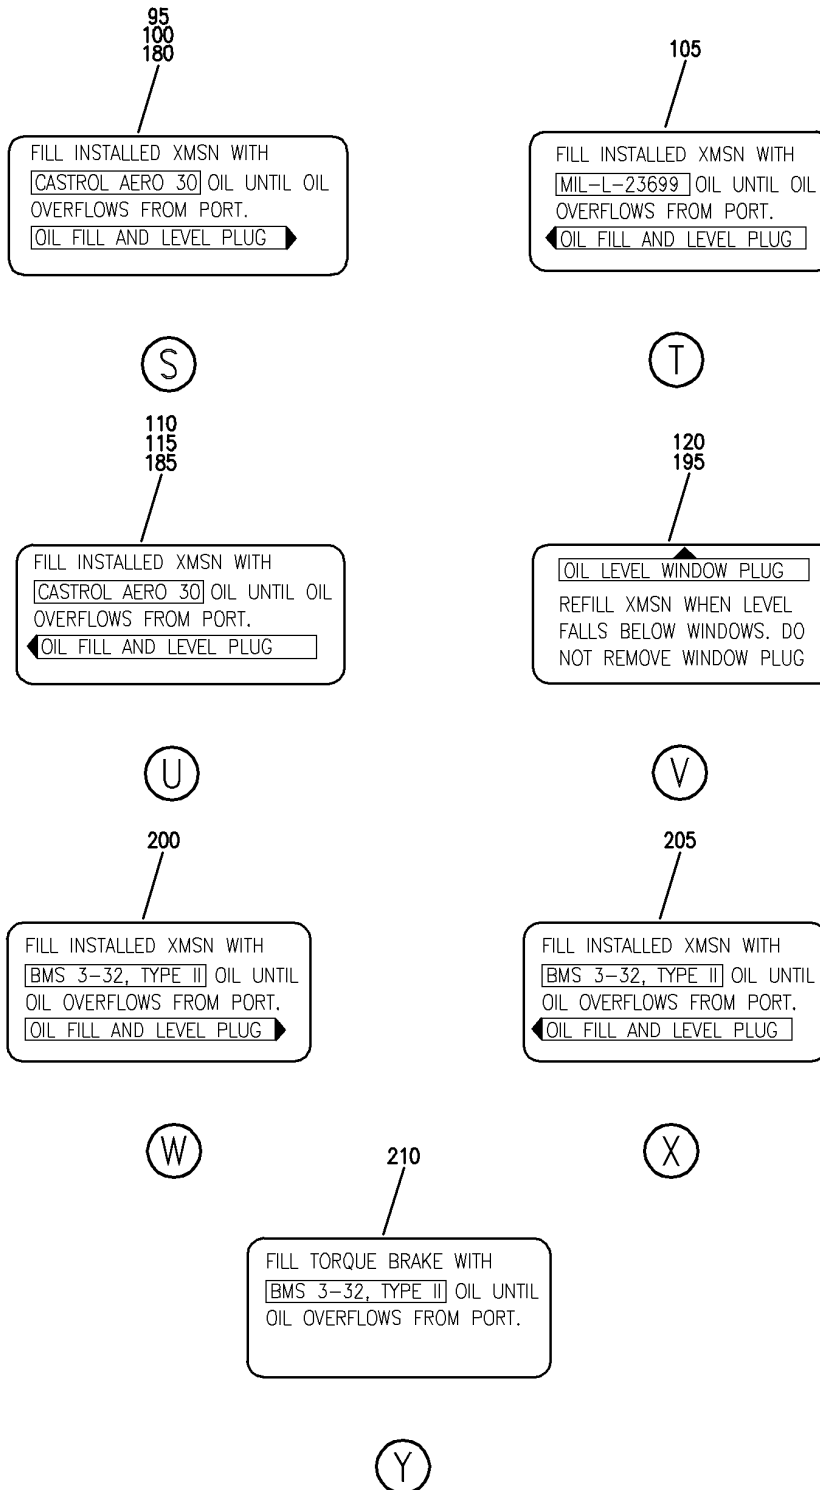 95
100
180
FILL INSTALLED XMSN WITH
CASTROL AERO 30 OIL UNTIL OIL
OVERFLOWS FROM PORT.
OIL FILL AND LEVEL PLUG
S
105
FILL INSTALLED XMSN WITH
MIL-L-23699 OIL UNTIL OIL
OVERFLOWS FROM PORT.
OIL FILL AND LEVEL PLUG
T
110
115
185
FILL INSTALLED XMSN WITH
CASTROL AERO 30 OIL UNTIL OIL
OVERFLOWS FROM PORT.
OIL FILL AND LEVEL PLUG
U
120
195
OIL LEVEL WINDOW PLUG
REFILL XMSN WHEN LEVEL
FALLS BELOW WINDOWS. DO
NOT REMOVE WINDOW PLUG
V
200
FILL INSTALLED XMSN WITH
BMS 3-32, TYPE II OIL UNTIL
OIL OVERFLOWS FROM PORT.
OIL FILL AND LEVEL PLUG
W
205
FILL INSTALLED XMSN WITH
BMS 3-32, TYPE II OIL UNTIL
OIL OVERFLOWS FROM PORT.
OIL FILL AND LEVEL PLUG
X
210
FILL TORQUE BRAKE WITH
BMS 3-32, TYPE II OIL UNTIL
OIL OVERFLOWS FROM PORT.
Y